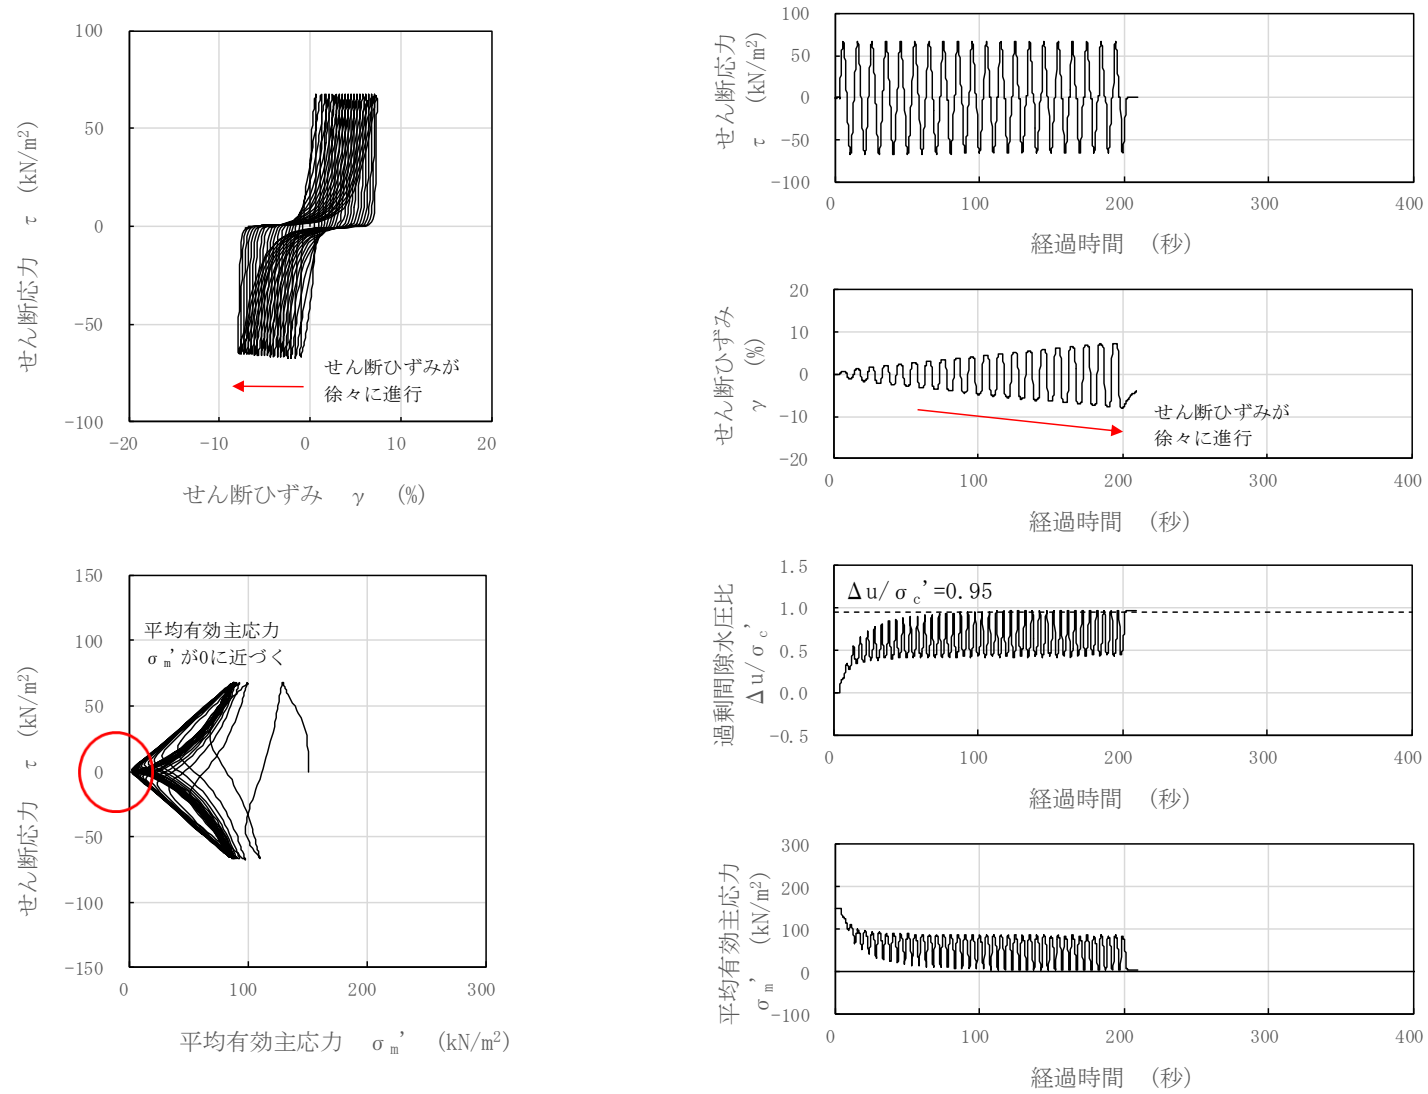 100
50
0
-50
-100
-20
-10
0
10
20
せん断応力 τ (kN/m²)
せん断ひずみ γ (%)
せん断ひずみが
徐々に進行
150
100
50
0
-50
-100
-150
0
100
200
300
せん断応力 τ (kN/m²)
平均有効主応力 σm' (kN/m²)
平均有効主応力
σm'が0に近づく
100
50
0
-50
-100
0
100
200
300
400
せん断応力
τ (kN/m²)
経過時間 (秒)
20
10
0
-10
-20
0
100
200
300
400
せん断ひずみ
γ (%)
経過時間 (秒)
せん断ひずみが
徐々に進行
1.5
1.0
0.5
0.0
-0.5
0
100
200
300
400
過剰間隙水圧比
Δu/σc'
Δu/σc'=0.95
経過時間 (秒)
300
200
100
0
-100
0
100
200
300
400
平均有効主応力
σm' (kN/m²)
経過時間 (秒)